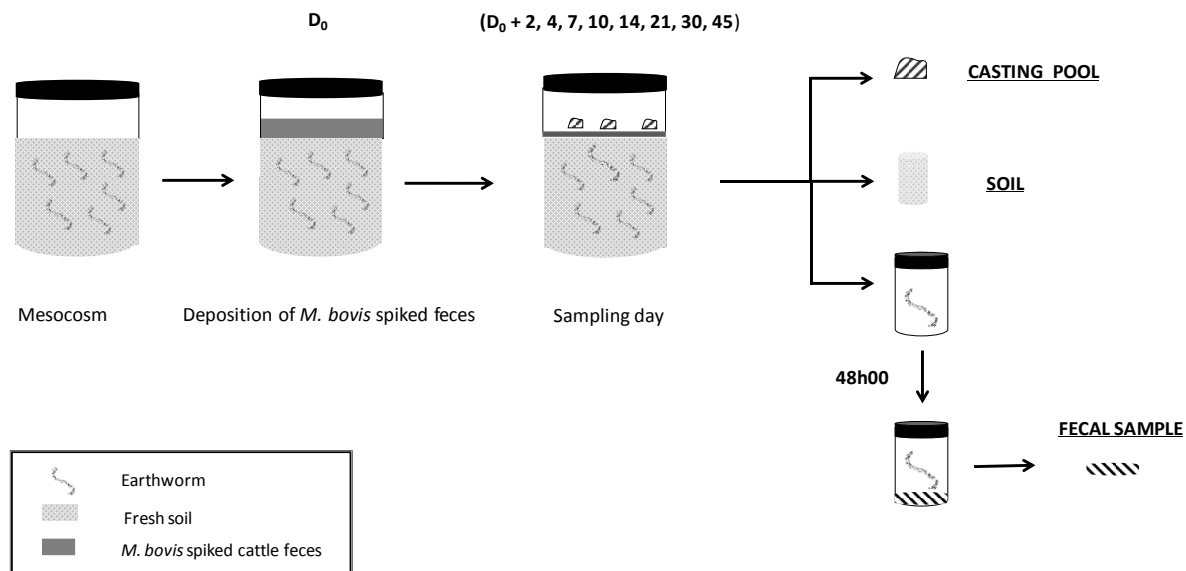 D0
(D0 + 2, 4, 7, 10, 14, 21, 30, 45)
CASTING POOL
SOIL
Mesocosm
Deposition of M. bovis spiked feces
Sampling day
48h00
FECAL SAMPLE
Earthworm
Fresh soil
M. bovis spiked cattle feces